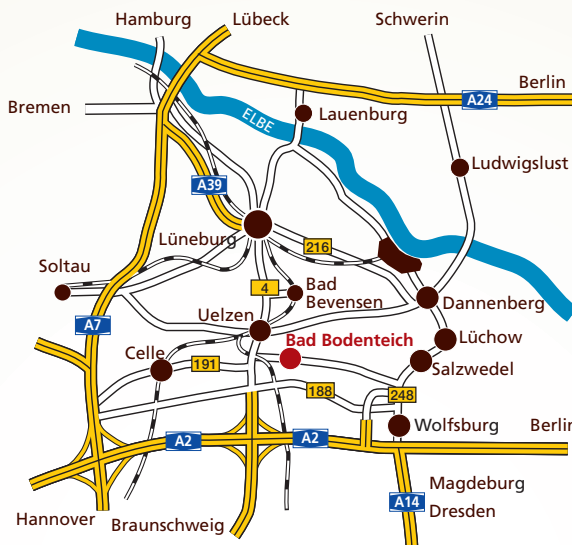 Hamburg
Lübeck
Schwerin
Berlin
A24
Bremen
Lauenburg
ELBE
Ludwigslust
A39
Lüneburg
216
Soltau
4
Bad
Bevensen
Dannenberg
A7
Uelzen
Bad Bodenteich
Lüchow
Celle
191
Salzwedel
188
248
Wolfsburg
Berlin
A2
A2
Magdeburg
A14
Dresden
Hannover
Braunschweig